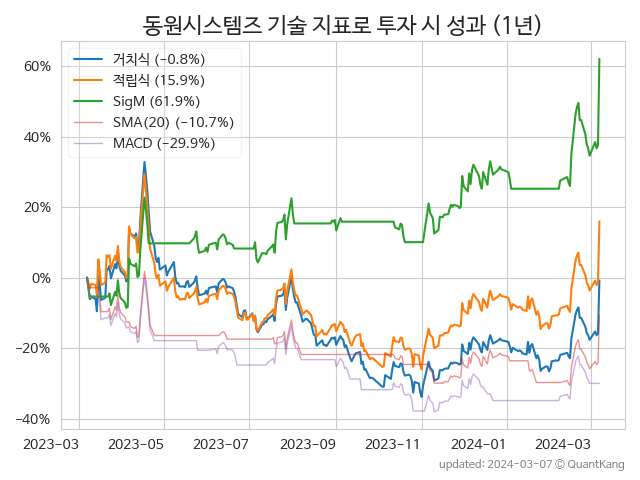 동원시스템즈 기술 지표로 투자 시 성과 (1년)
거치식 (−0.8%)
적립식 (15.9%)
SigM (61.9%)
SMA(20) (−10.7%)
MACD (−29.9%)
60%
40%
20%
0%
−20%
−40%
2023−03 2023−05 2023−07 2023−09 2023−11 2024−01 2024−03
updated: 2024−03−07 © QuantKang